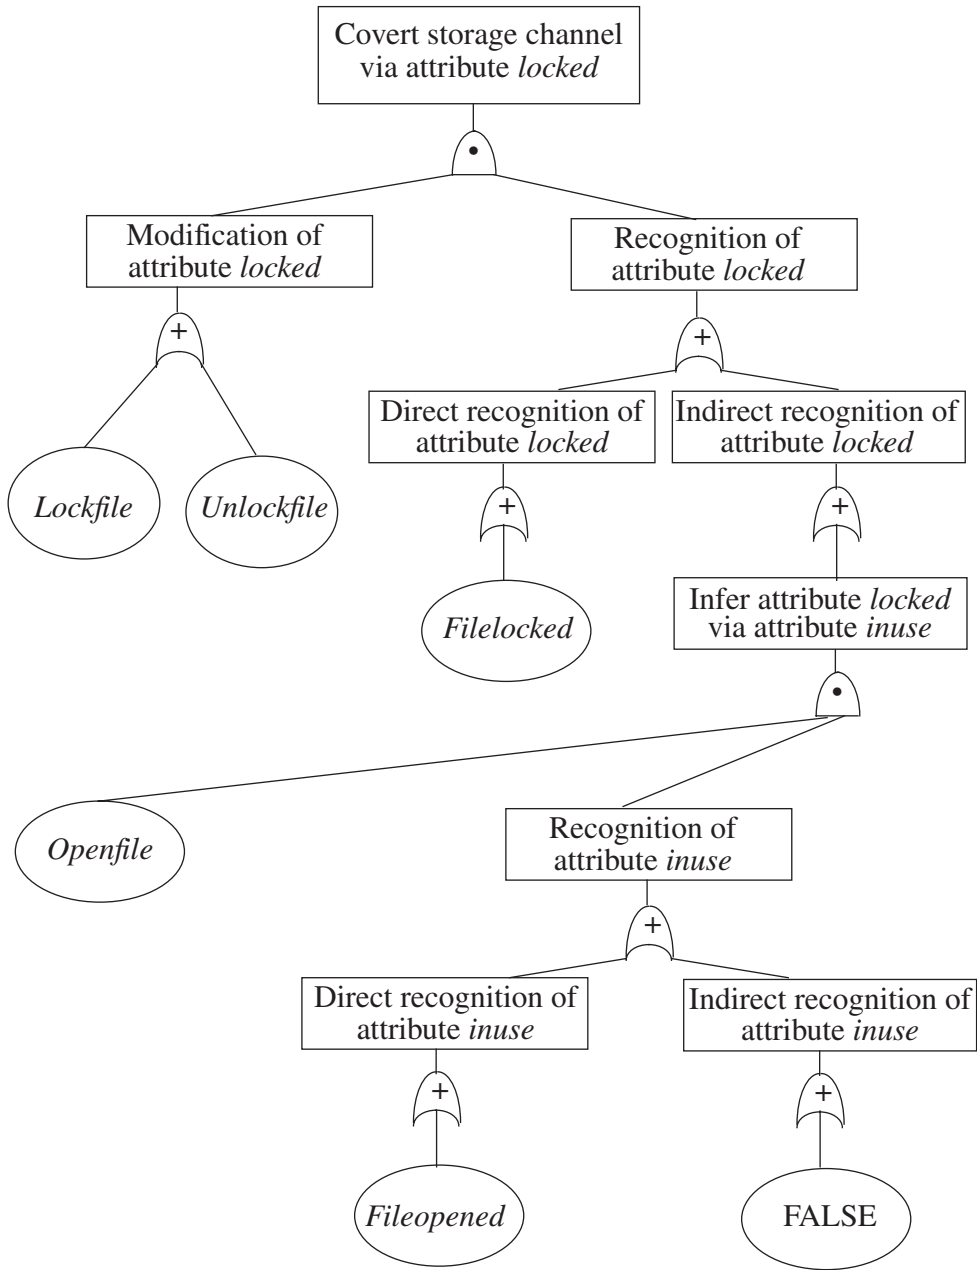 Covert storage channel
via attribute locked
•
Modification of
attribute locked
Recognition of
attribute locked
+
+
Direct recognition of
attribute locked
Indirect recognition of
attribute locked
Lockfile
Unlockfile
+
+
Filelocked
Infer attribute locked
via attribute inuse
•
Openfile
Recognition of
attribute inuse
+
Direct recognition of
attribute inuse
Indirect recognition of
attribute inuse
+
+
Fileopened
FALSE